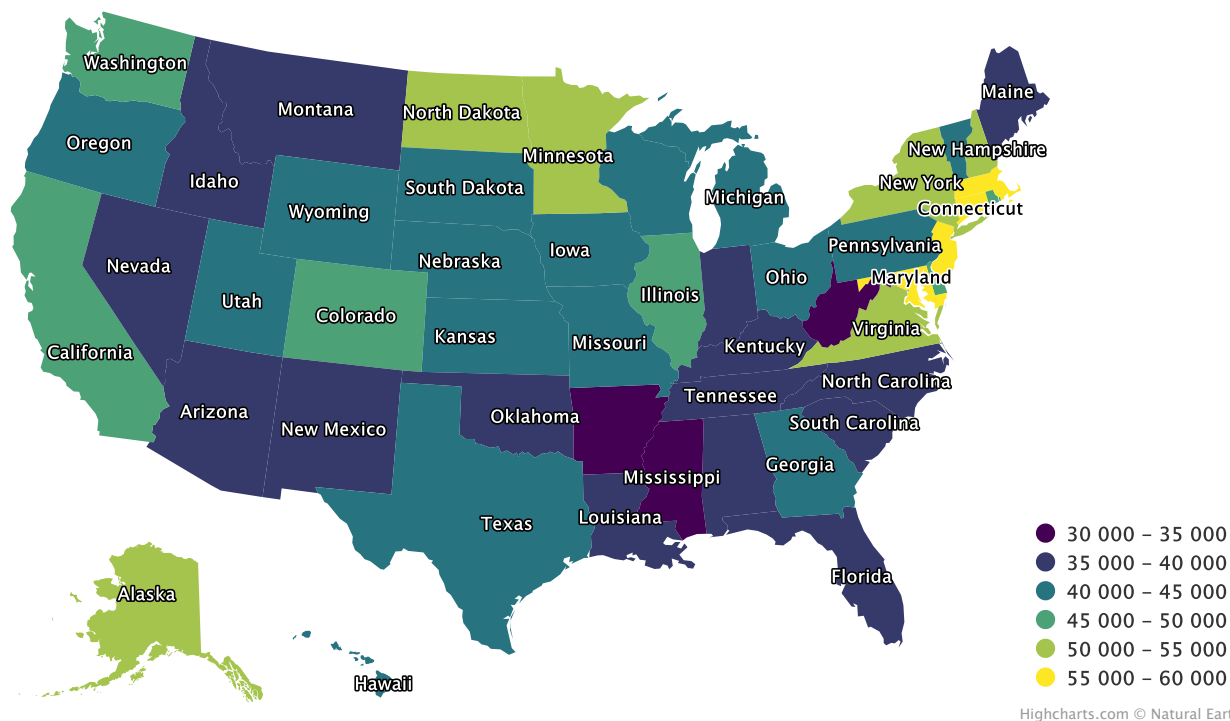 Washington
Montana
North Dakota
Minnesota
Maine
Oregon
Idaho
Wyoming
South Dakota
Michigan
New Hampshire
New York
Connecticut
Nevada
Utah
Nebraska
Iowa
Ohio
Pennsylvania
Maryland
California
Colorado
Kansas
Missouri
Illinois
Kentucky
Virginia
Arizona
New Mexico
Oklahoma
Tennessee
North Carolina
South Carolina
Mississippi
Georgia
Texas
Louisiana
Florida
Alaska
Hawaii
30 000 – 35 000
35 000 – 40 000
40 000 – 45 000
45 000 – 50 000
50 000 – 55 000
55 000 – 60 000
Highcharts.com © Natural Eart